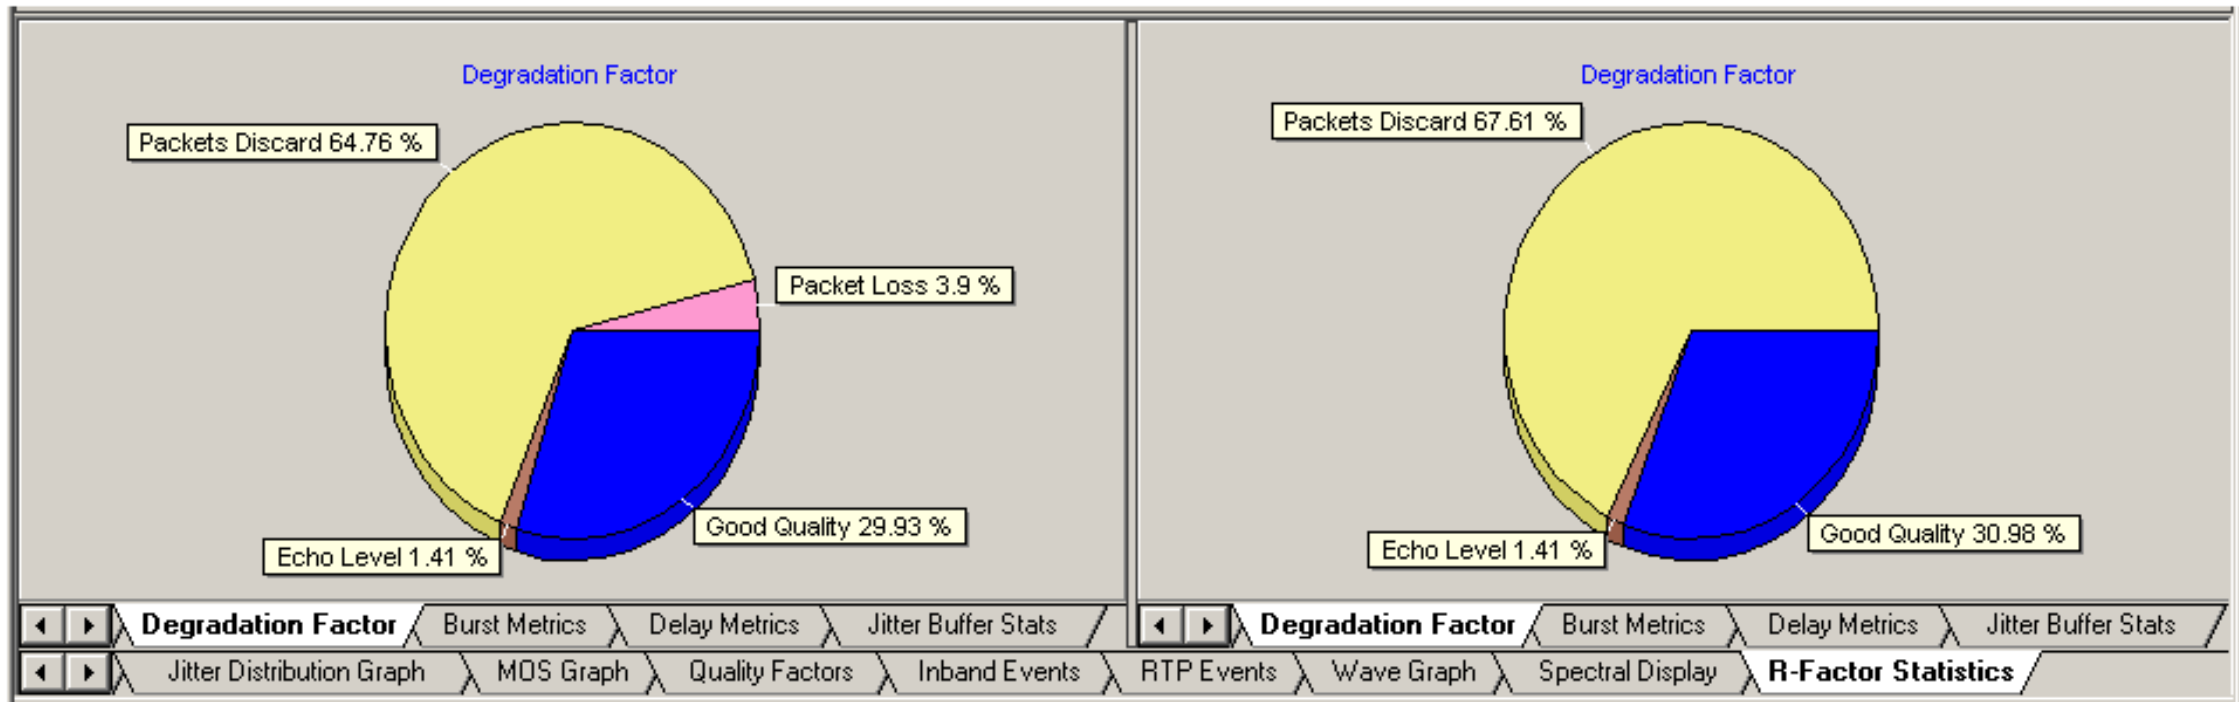 Degradation Factor
Packets Discard 64.76 %
Packet Loss 3.9 %
Good Quality 29.93 %
Echo Level 1.41 %
Degradation Factor
Packets Discard 67.61 %
Good Quality 30.98 %
Echo Level 1.41 %
Degradation Factor Burst Metrics Delay Metrics Jitter Buffer Stats
Degradation Factor Burst Metrics Delay Metrics Jitter Buffer Stats
Jitter Distribution Graph MOS Graph Quality Factors Inband Events RTP Events Wave Graph Spectral Display R-Factor Statistics